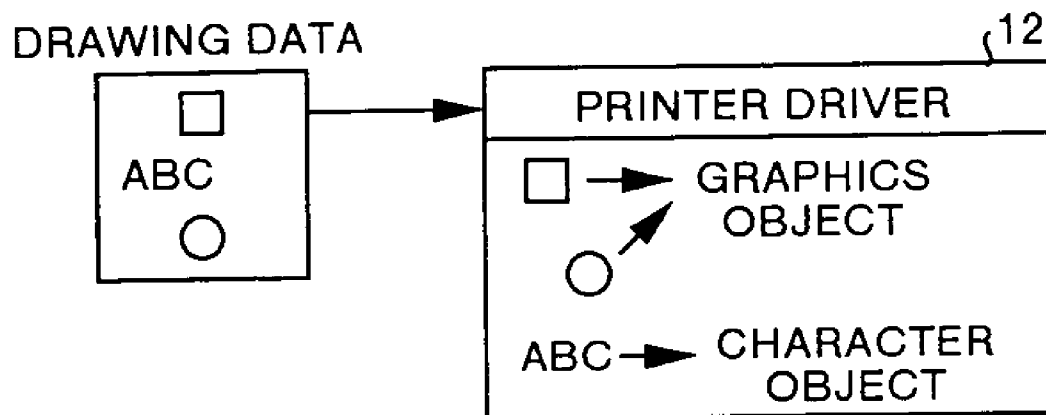 DRAWING DATA
ABC
12
PRINTER DRIVER
GRAPHICS
OBJECT
ABC
CHARACTER
OBJECT